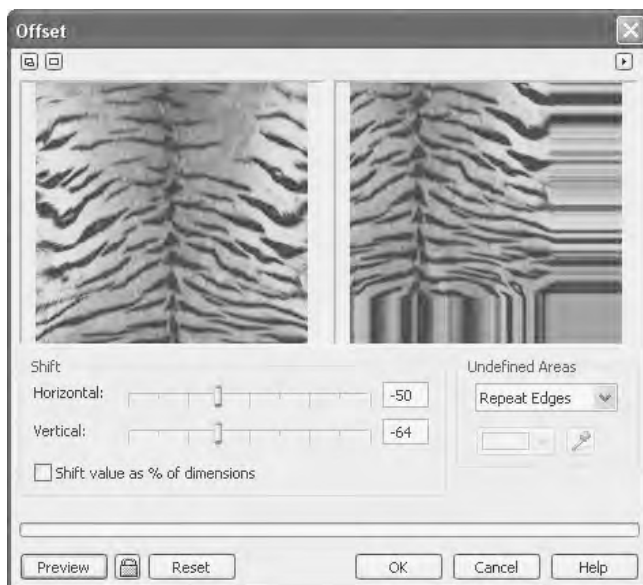 Offset
Shift
Horizontal: -50
Vertical: -64
Shift value as % of dimensions
Undefined Areas
Repeat Edges
Preview Reset OK Cancel Help